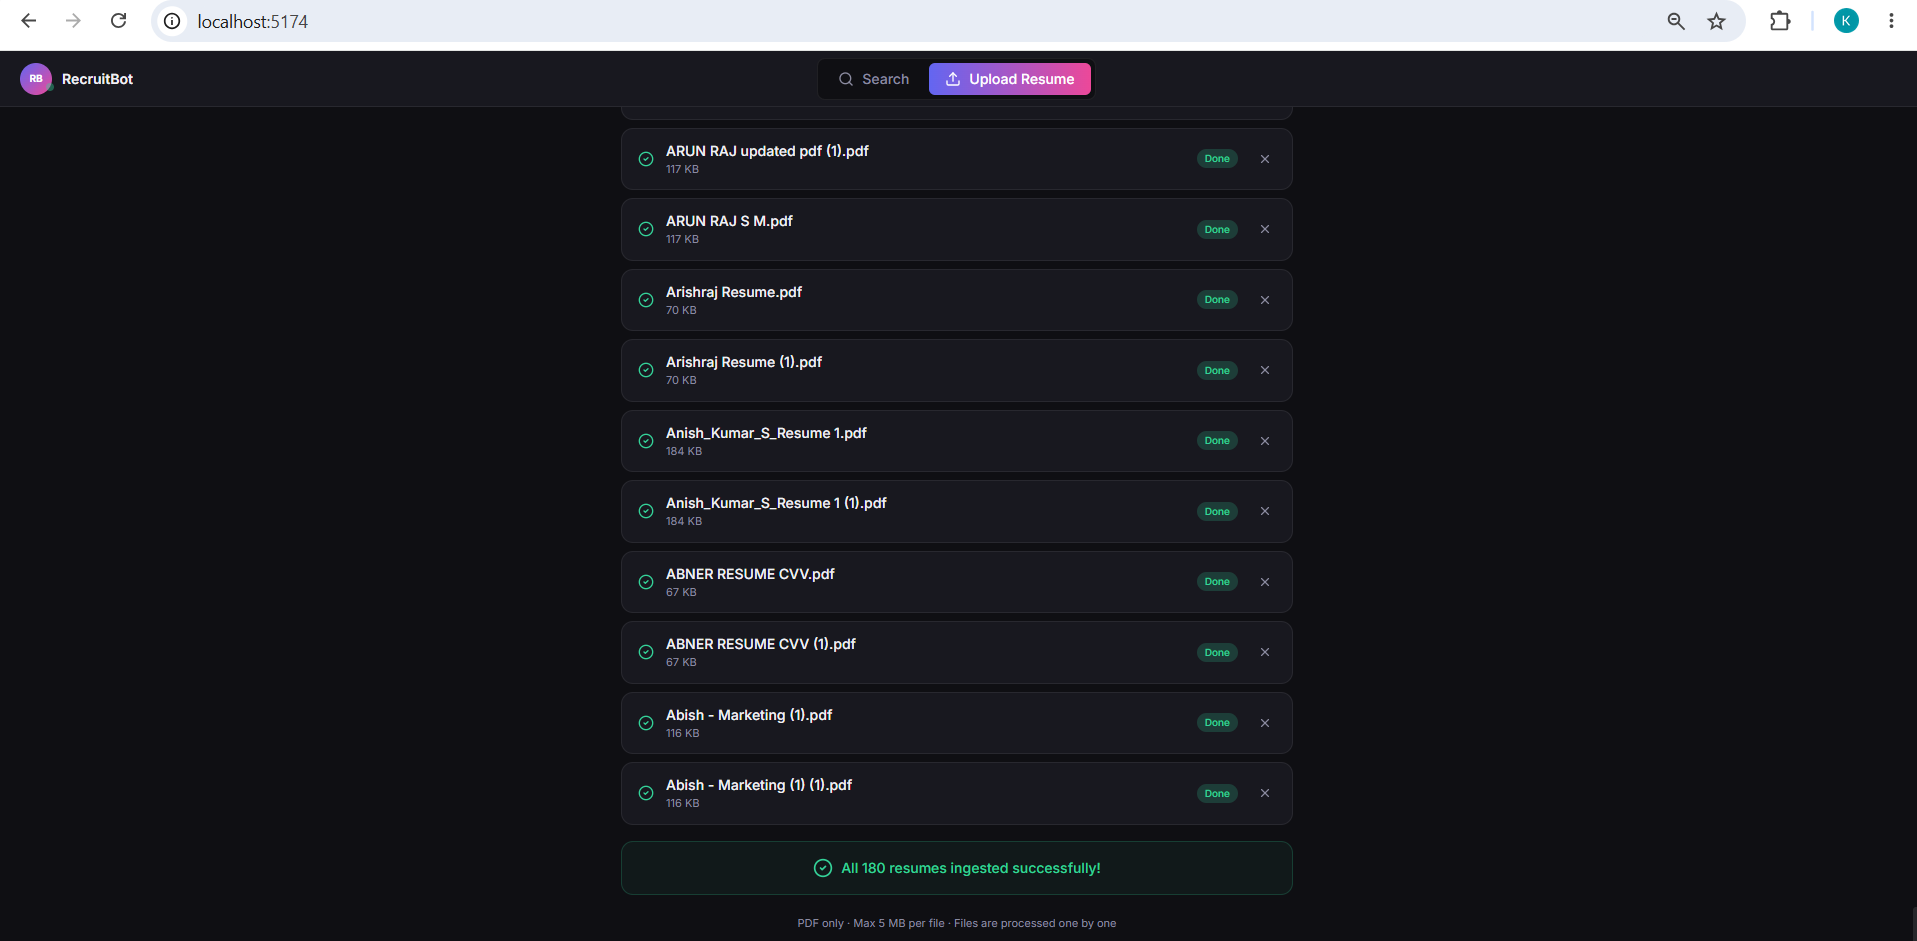 localhost:5174
K
RB
RecruitBot
Search
Upload Resume
ARUN RAJ updated pdf (1).pdf
117 KB
Done
ARUN RAJ S M.pdf
117 KB
Done
Arishraj Resume.pdf
70 KB
Done
Arishraj Resume (1).pdf
70 KB
Done
Anish_Kumar_S_Resume 1.pdf
184 KB
Done
Anish_Kumar_S_Resume 1 (1).pdf
184 KB
Done
ABNER RESUME CVV.pdf
67 KB
Done
ABNER RESUME CVV (1).pdf
67 KB
Done
Abish - Marketing (1).pdf
116 KB
Done
Abish - Marketing (1) (1).pdf
116 KB
Done
All 180 resumes ingested successfully!
PDF only · Max 5 MB per file · Files are processed one by one